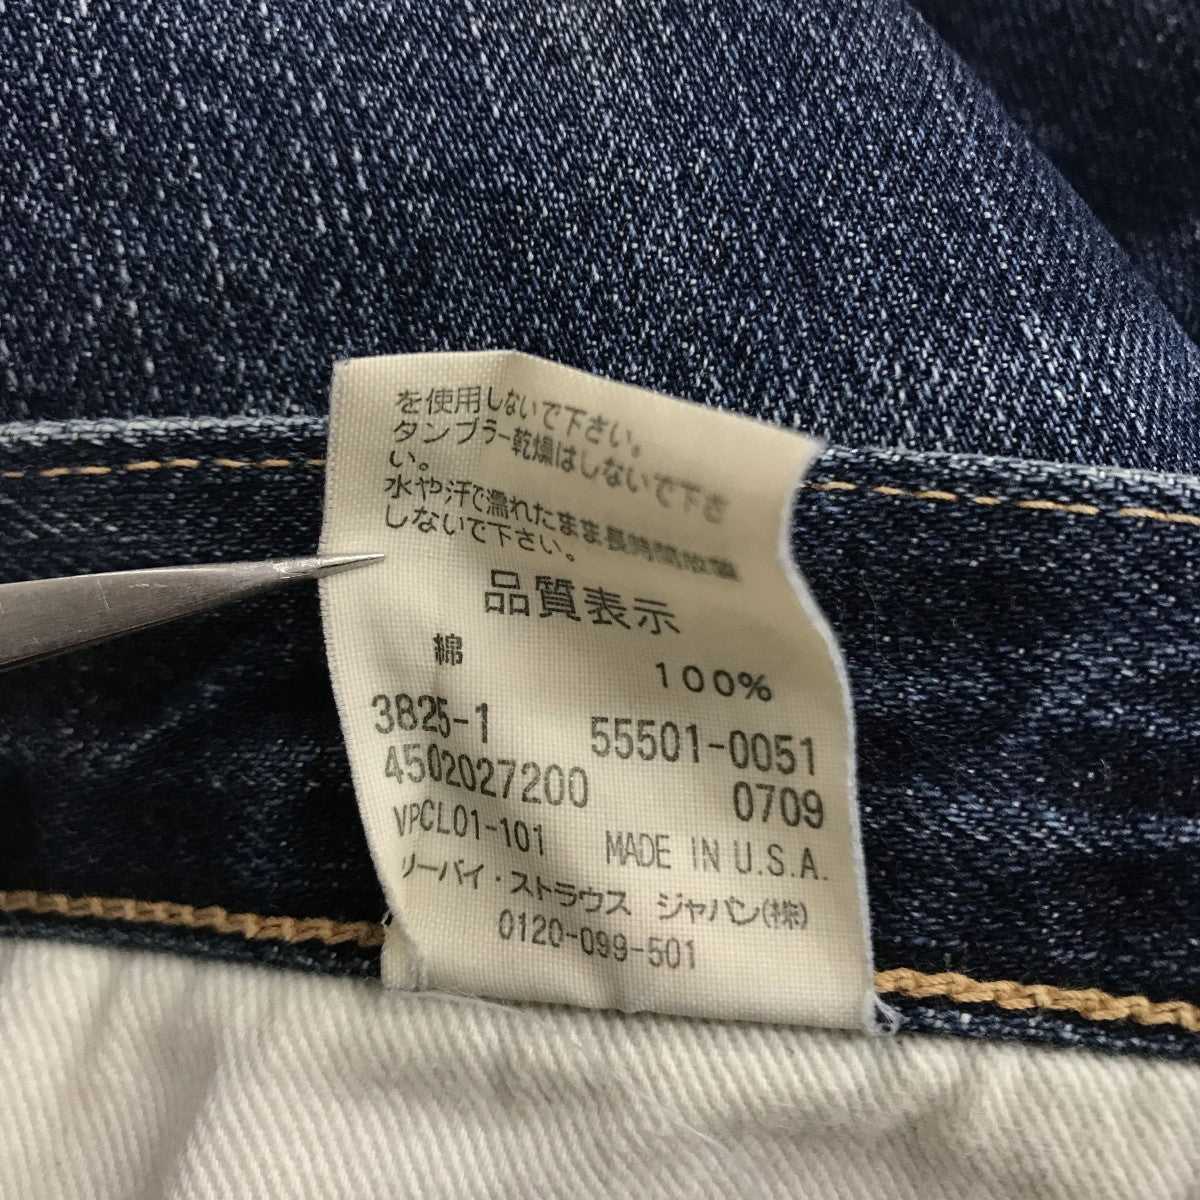 を使用しないで下さい。
タンブラー乾燥はしないで下さ
い。
水や汗で濡れたまま長時間放置
しないで下さい。
品質表示
綿 100%
3825-1 55501-0051
4502027200 0709
VPCL01-101 MADE IN U.S.A.
リーバイ・ストラウス ジャパン(株)
0120-099-501